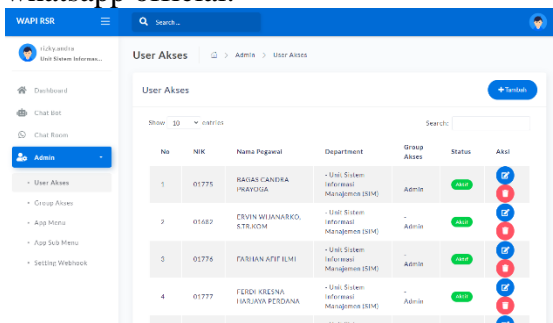 whatsapp official.
WAPI RSR
Search...
rizky.amdra
Unit Sistem Informas...
User Akses
Admin > User Akses
Dashboard
Chat Bot
Chat Room
Admin
User Akses
Group Akses
App Menu
App Sub Menu
Setting Webhook
User Akses
+ Tambah
Show 10 entries
Search:
No NIK Nama Pegawai Department Group Akses Status Aksi
1 01775 BAGAS CANDRA PRAYOGA - Unit Sistem Informasi Manajemen (SIM) - Admin Aktif
2 01682 ERVIN WIJANARKO, S.TR.KOM - Unit Sistem Informasi Manajemen (SIM) - Admin Aktif
3 01776 FARHAN AFIF ILMI - Unit Sistem Informasi Manajemen (SIM) - Admin Aktif
4 01777 FERDI KRESNA HARJAYA PERDANA - Unit Sistem Informasi Manajemen (SIM) - Admin Aktif